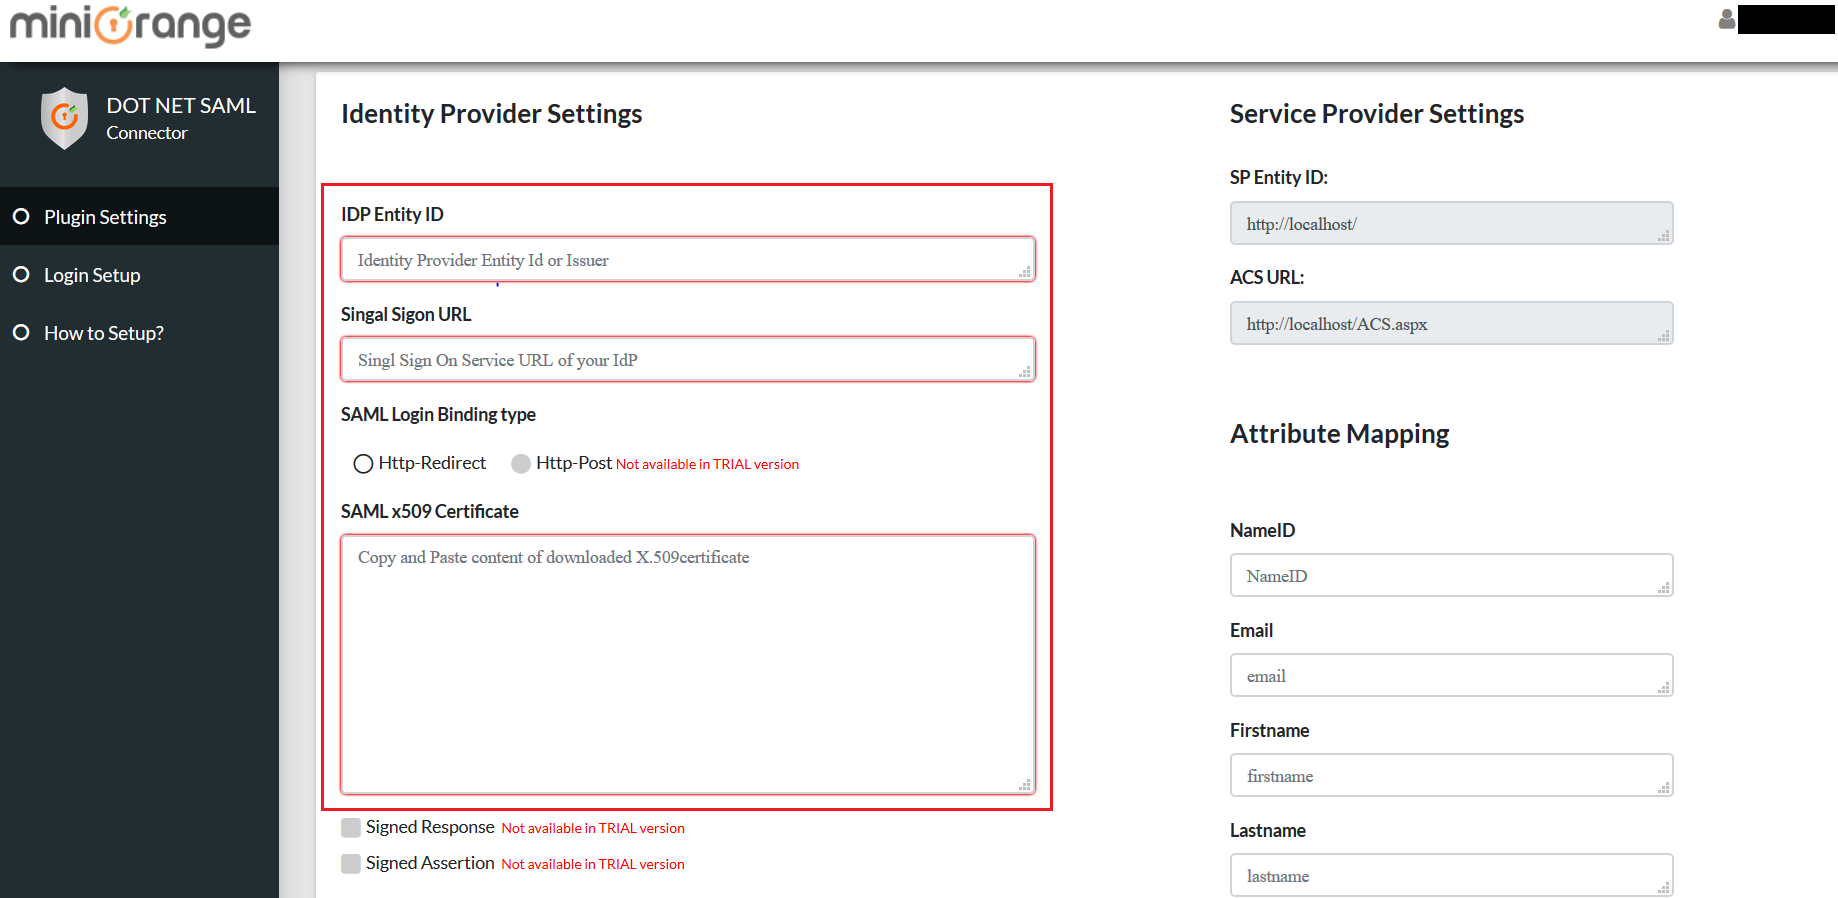 miniOrange
DOT NET SAML
Connector
Plugin Settings
Login Setup
How to Setup?
Identity Provider Settings
IDP Entity ID
Identity Provider Entity Id or Issuer
Singal Sigon URL
Singl Sign On Service URL of your IdP
SAML Login Binding type
Http-Redirect Http-Post Not available in TRIAL version
SAML x509 Certificate
Copy and Paste content of downloaded X.509certificate
Signed Response Not available in TRIAL version
Signed Assertion Not available in TRIAL version
Service Provider Settings
SP Entity ID:
http://localhost/
ACS URL:
http://localhost/ACS.aspx
Attribute Mapping
NameID
NameID
Email
email
Firstname
firstname
Lastname
lastname